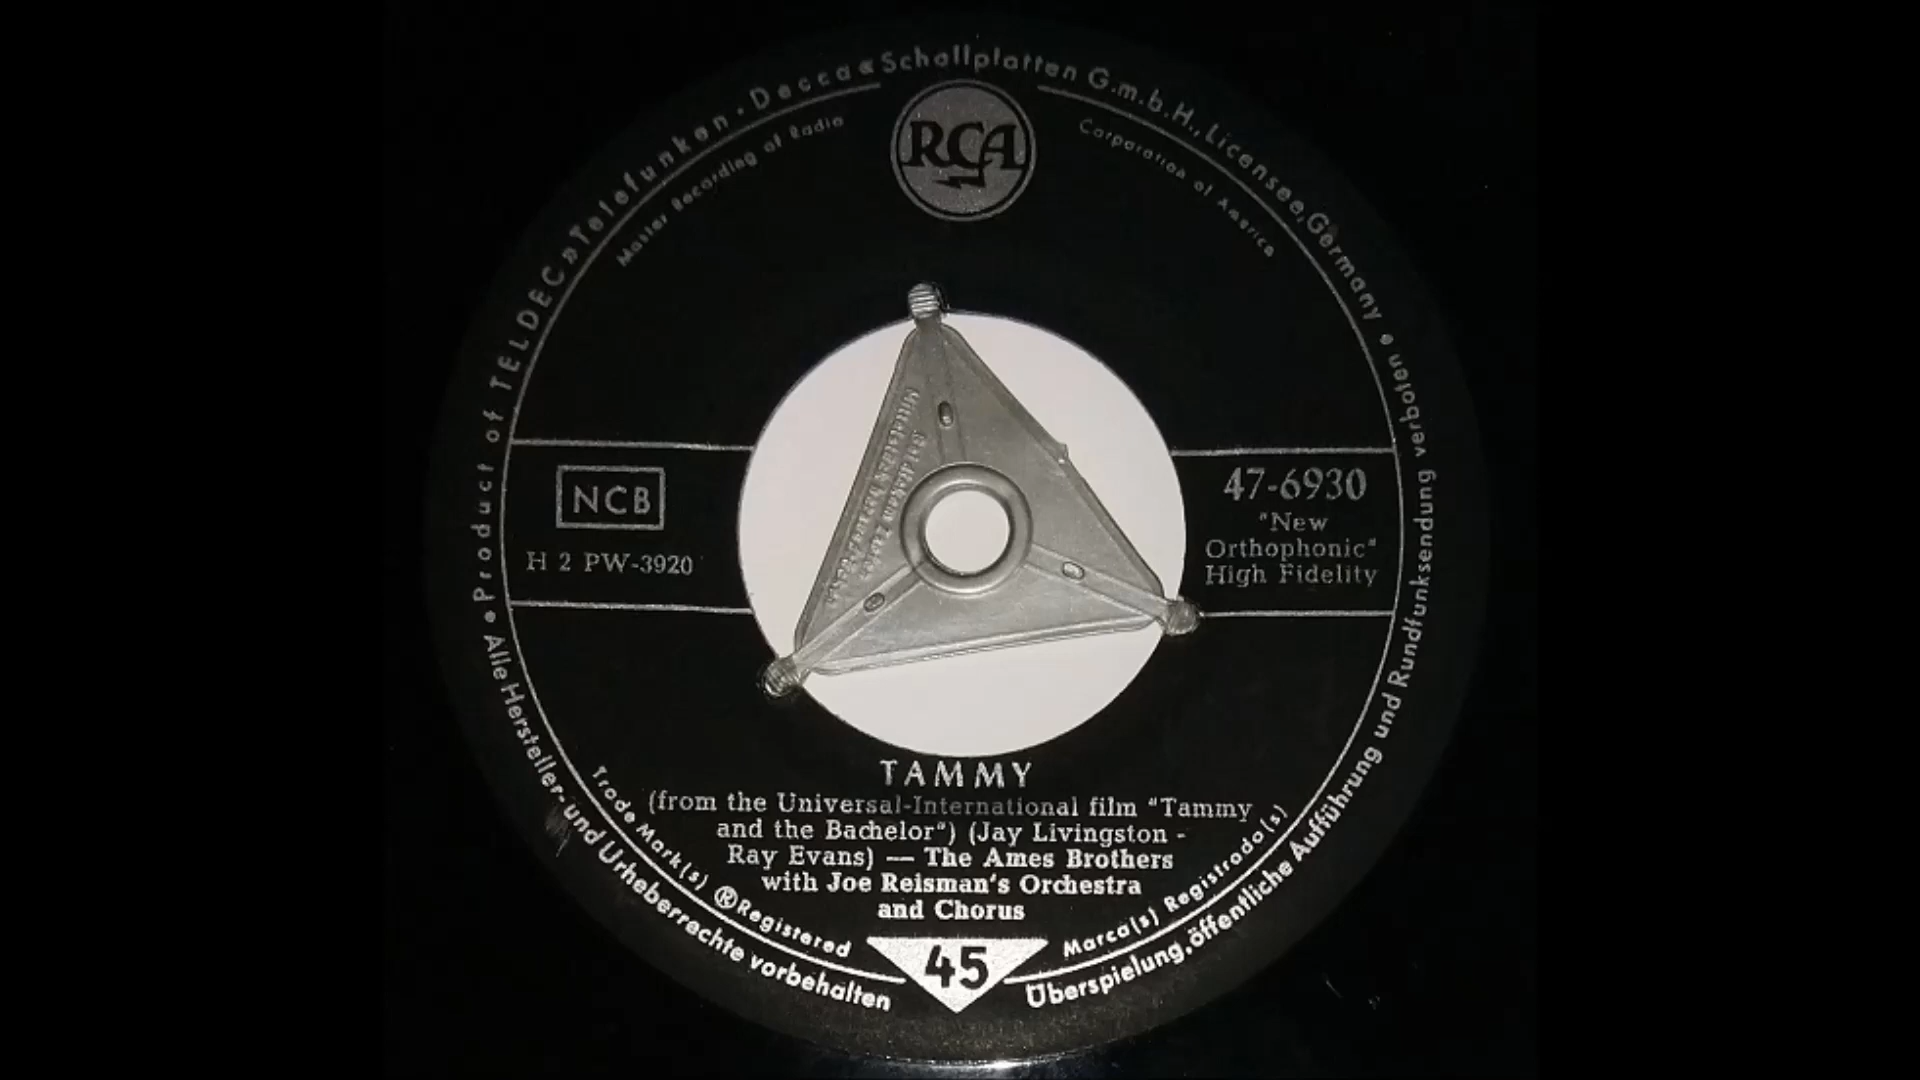 Product of TELDEC »Telefunken · Decca« Schallplatten G.m.b.H., Licensee, Germany
Master Recording of Radio
Corporation of America
RCA
NCB
H 2 PW-3920
47-6930
"New
Orthophonic"
High Fidelity
TAMMY
(from the Universal-International film "Tammy
and the Bachelor") (Jay Livingston -
Ray Evans) — The Ames Brothers
with Joe Reisman's Orchestra
and Chorus
Trade Mark(s) ® Registered
Marca(s) Registrado(s)
45
Alle Hersteller- und Urheberrechte vorbehalten
Überspielung, öffentliche Aufführung und Rundfunksendung verboten